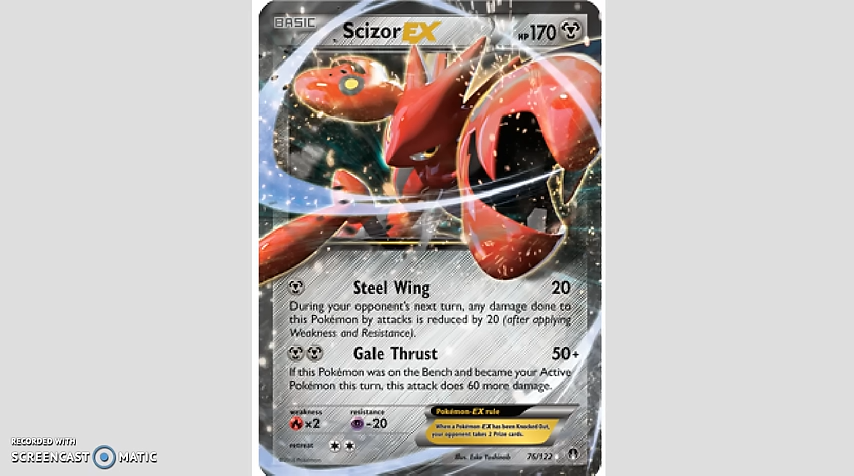 BASIC
Scizor EX
HP 170
Steel Wing 20
During your opponent's next turn, any damage done to
this Pokémon by attacks is reduced by 20 (after applying
Weakness and Resistance).
Gale Thrust 50+
If this Pokémon was on the Bench and became your Active
Pokémon this turn, this attack does 60 more damage.
weakness
×2
resistance
-20
retreat
Pokémon-EX rule
When a Pokémon-EX has been Knocked Out,
your opponent takes 2 Prize cards.
Illus. Eske Yoshinob
76/122
RECORDED WITH
SCREENCAST MATIC